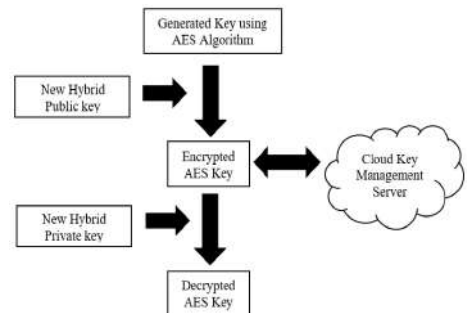 Generated Key using
AES Algorithm
New Hybrid
Public key
Encrypted
AES Key
Cloud Key
Management
Server
New Hybrid
Private key
Decrypted
AES Key